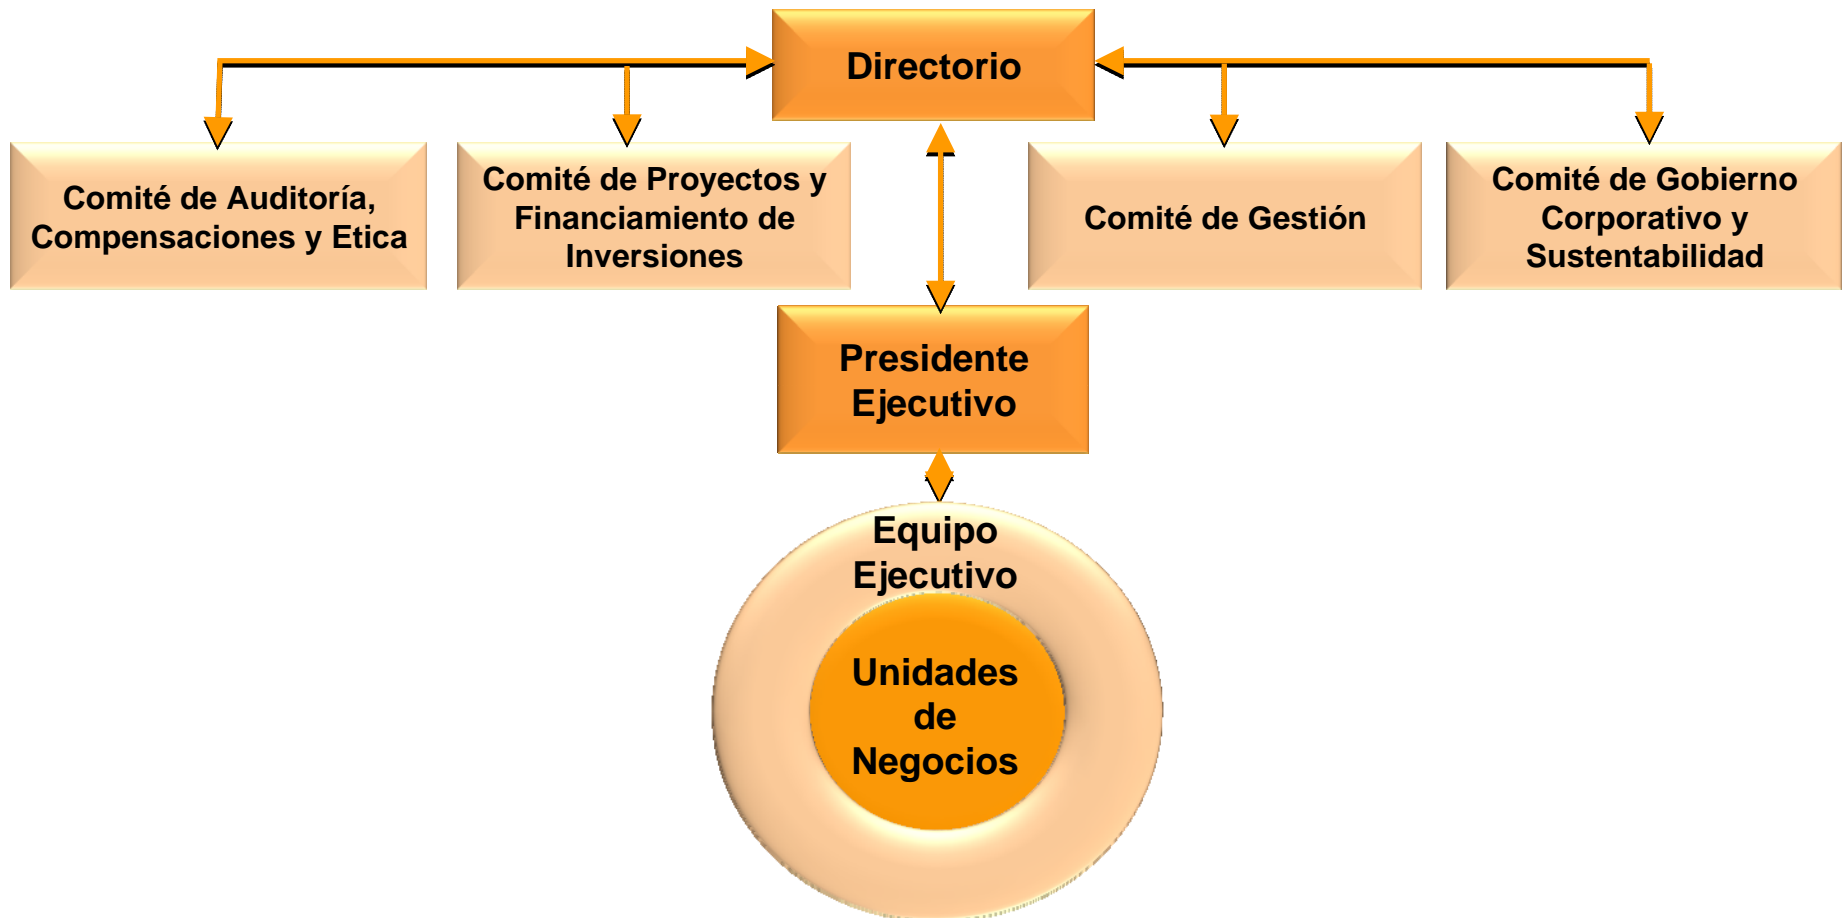 Directorio
Comité de Auditoría,
Compensaciones y Etica
Comité de Proyectos y
Financiamiento de
Inversiones
Comité de Gestión
Comité de Gobierno
Corporativo y
Sustentabilidad
Presidente
Ejecutivo
Equipo
Ejecutivo
Unidades
de
Negocios